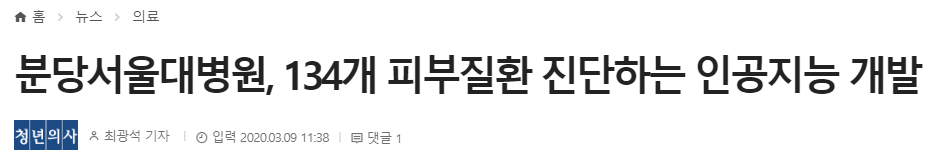 홈 > 뉴스 > 의료
분당서울대병원, 134개 피부질환 진단하는 인공지능 개발
청년의사 최광석 기자 | 입력 2020.03.09 11:38 | 댓글 1